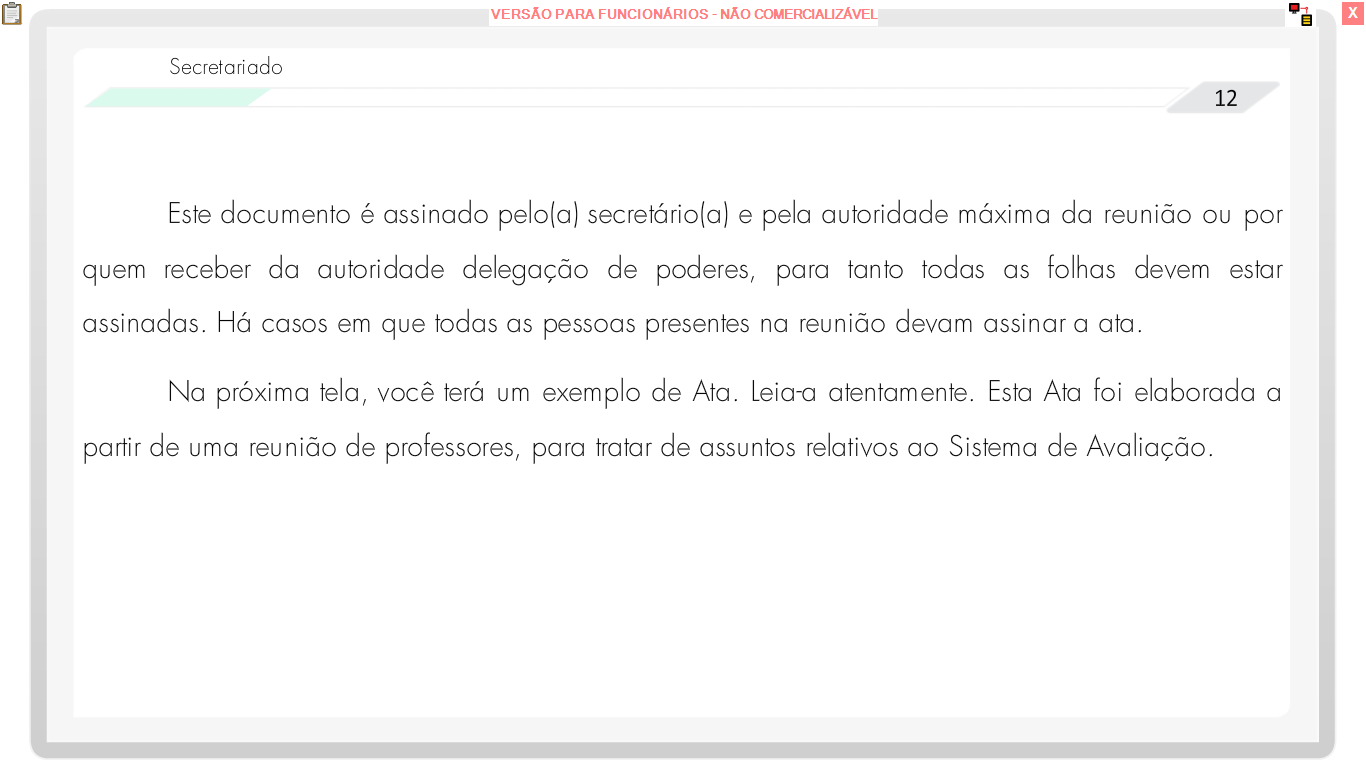 VERSÃO PARA FUNCIONÁRIOS - NÃO COMERCIALIZÁVEL
X
Secretariado
12
Este documento é assinado pelo(a) secretário(a) e pela autoridade máxima da reunião ou por
quem receber da autoridade delegação de poderes, para tanto todas as folhas devem estar
assinadas. Há casos em que todas as pessoas presentes na reunião devam assinar a ata.
Na próxima tela, você terá um exemplo de Ata. Leia-a atentamente. Esta Ata foi elaborada a
partir de uma reunião de professores, para tratar de assuntos relativos ao Sistema de Avaliação.